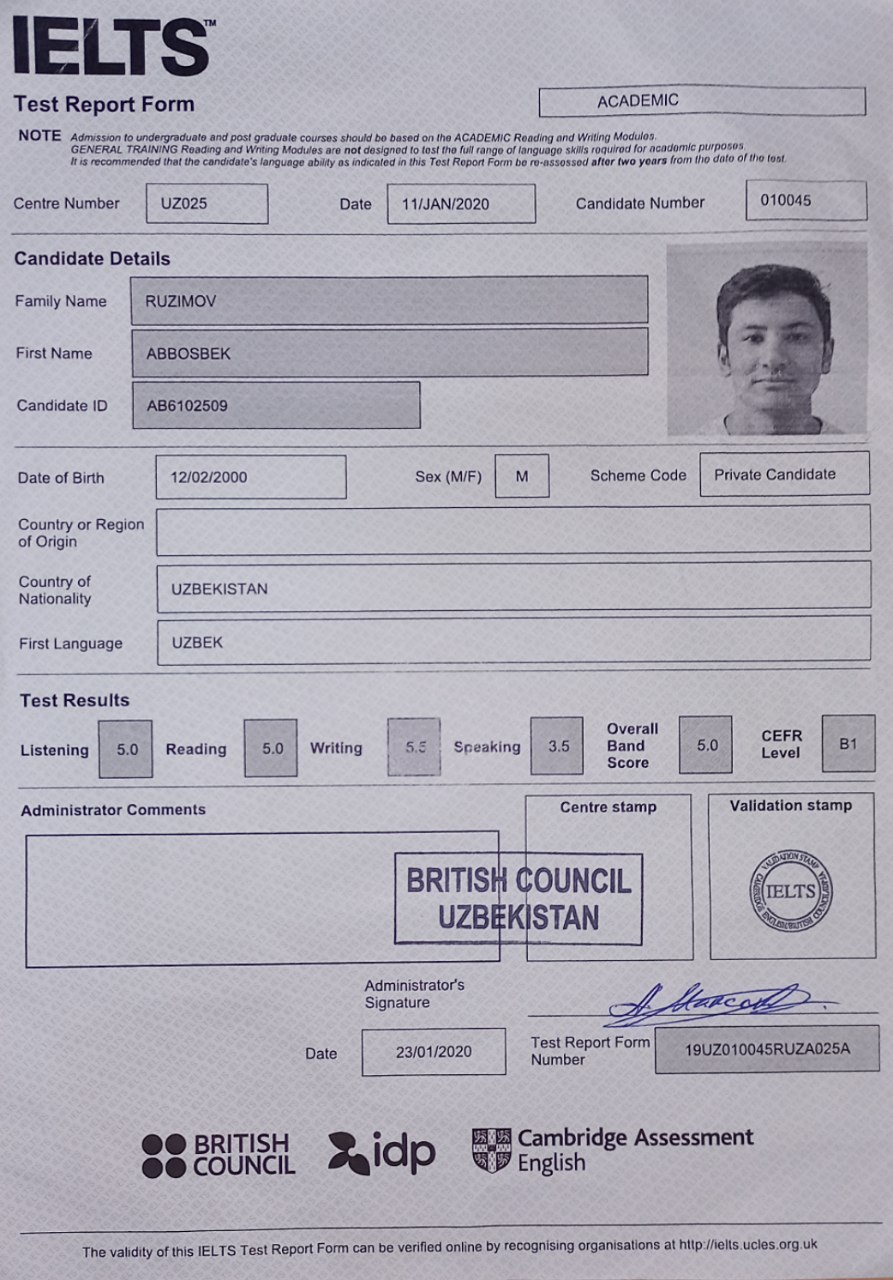 IELTS™
Test Report Form
ACADEMIC
NOTE Admission to undergraduate and post graduate courses should be based on the ACADEMIC Reading and Writing Modules.
GENERAL TRAINING Reading and Writing Modules are not designed to test the full range of language skills required for academic purposes.
It is recommended that the candidate's language ability as indicated in this Test Report Form be re-assessed after two years from the date of the test.
Centre Number UZ025 Date 11/JAN/2020 Candidate Number 010045
Candidate Details
Family Name RUZIMOV
First Name ABBOSBEK
Candidate ID AB6102509
Date of Birth 12/02/2000 Sex (M/F) M Scheme Code Private Candidate
Country or Region
of Origin
Country of
Nationality UZBEKISTAN
First Language UZBEK
Test Results
Listening 5.0 Reading 5.0 Writing 5.5 Speaking 3.5 Overall Band Score 5.0 CEFR Level B1
Administrator Comments
Centre stamp
Validation stamp
BRITISH COUNCIL
UZBEKISTAN
VALIDATION STAMP
IELTS
Administrator's
Signature
Date 23/01/2020
Test Report Form
Number 19UZ010045RUZA025A
BRITISH
COUNCIL
idp
Cambridge Assessment
English
The validity of this IELTS Test Report Form can be verified online by recognising organisations at http://ielts.ucles.org.uk